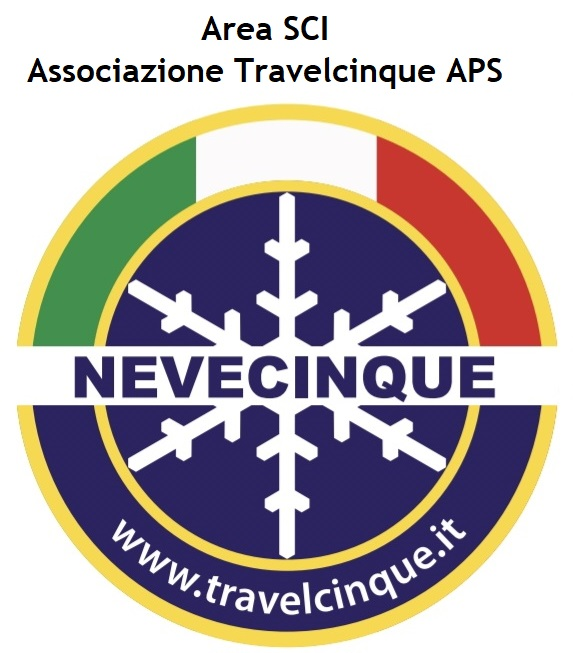 Area SCI
Associazione Travelcinque APS
NEVECINQUE
www.travelcinque.it